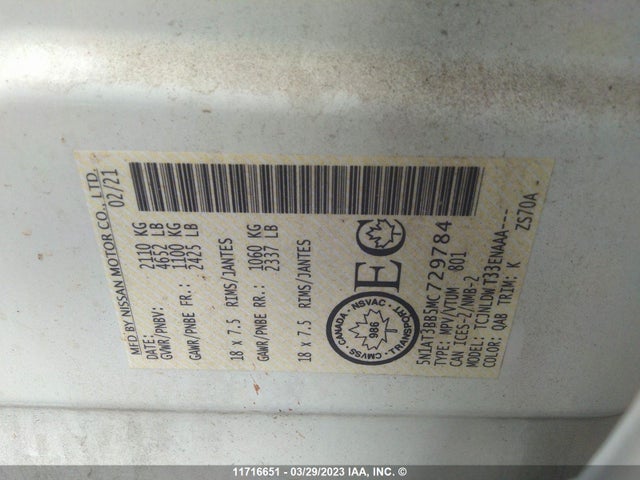 MFD BY NISSAN MOTOR CO., LTD.
DATE: 02/21
GVWR/PNBV: 2110 KG
4652 LB
GAWR/PNBE FR.: 1100 KG
2425 LB
18 x 7.5 RIMS/JANTES
GAWR/PNBE RR.: 1060 KG
2337 LB
18 x 7.5 RIMS/JANTES
CANADA - NSVAC - TRANSPORT - CMVSS
986
EC
5N1AT3BB5MC729784
TYPE: MPV/VTUM 801
CAN ICES-2/NMB-2
MODEL: TCJNLDW T33ENAAA----
COLOR: QAB TRIM: K ZS70A
11716651 - 03/29/2023 IAA, INC. ©